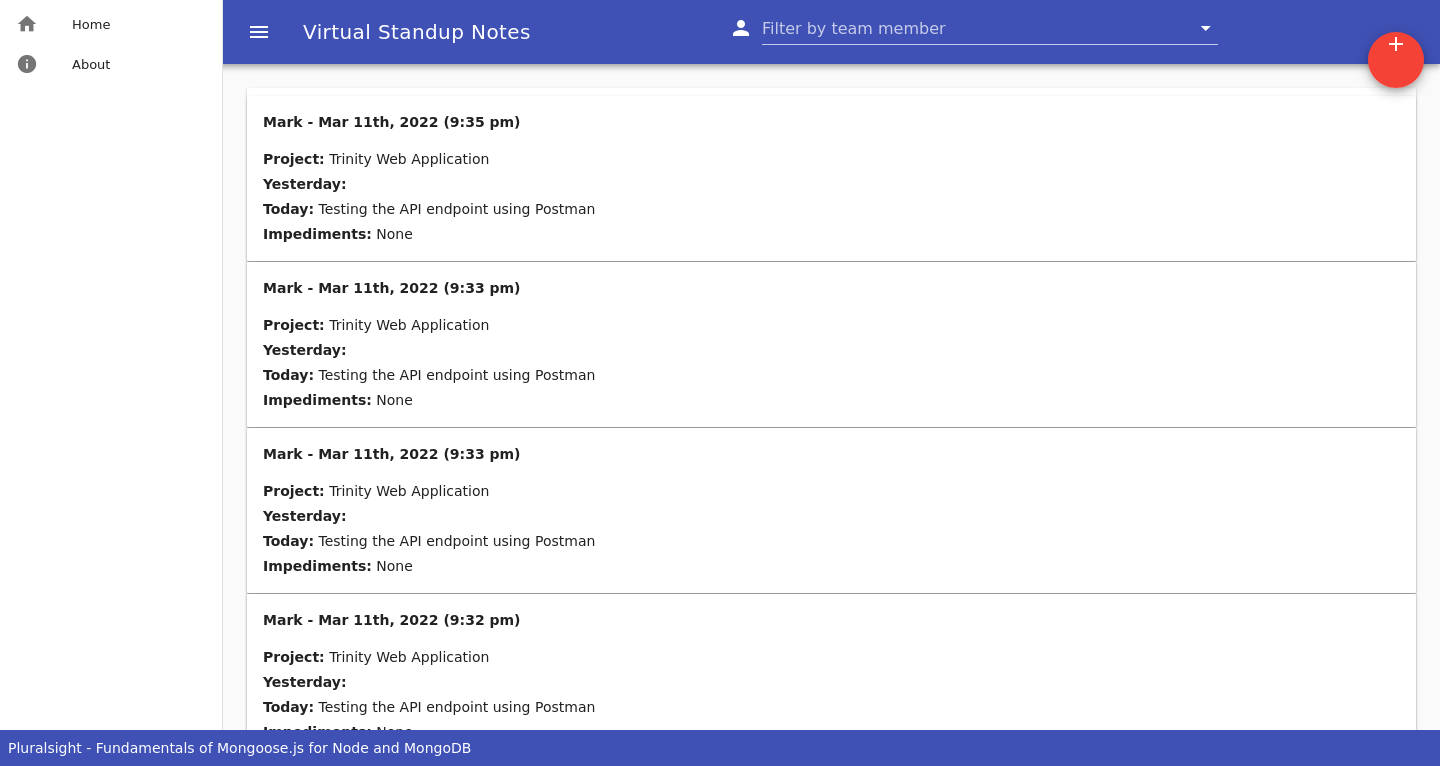 Home
About
Virtual Standup Notes
Filter by team member
Mark - Mar 11th, 2022 (9:35 pm)
Project: Trinity Web Application
Yesterday:
Today: Testing the API endpoint using Postman
Impediments: None
Mark - Mar 11th, 2022 (9:33 pm)
Project: Trinity Web Application
Yesterday:
Today: Testing the API endpoint using Postman
Impediments: None
Mark - Mar 11th, 2022 (9:33 pm)
Project: Trinity Web Application
Yesterday:
Today: Testing the API endpoint using Postman
Impediments: None
Mark - Mar 11th, 2022 (9:32 pm)
Project: Trinity Web Application
Yesterday:
Today: Testing the API endpoint using Postman
Impediments: None
Pluralsight - Fundamentals of Mongoose.js for Node and MongoDB